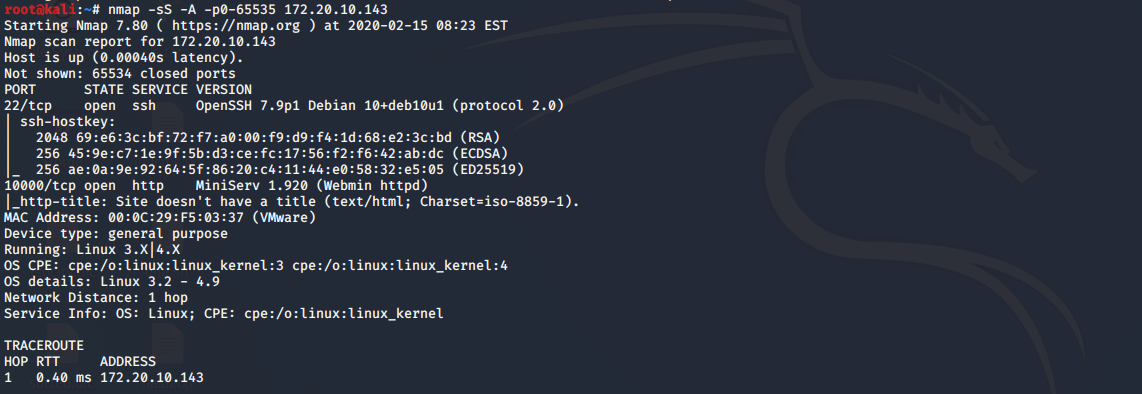 root@kali:~# nmap -sS -A -p0-65535 172.20.10.143
Starting Nmap 7.80 ( https://nmap.org ) at 2020-02-15 08:23 EST
Nmap scan report for 172.20.10.143
Host is up (0.00040s latency).
Not shown: 65534 closed ports
PORT      STATE SERVICE VERSION
22/tcp    open  ssh     OpenSSH 7.9p1 Debian 10+deb10u1 (protocol 2.0)
| ssh-hostkey:
|   2048 69:e6:3c:bf:72:f7:a0:00:f9:d9:f4:1d:68:e2:3c:bd (RSA)
|   256 45:9e:c7:1e:9f:5b:d3:ce:fc:17:56:f2:f6:42:ab:dc (ECDSA)
|_  256 ae:0a:9e:92:64:5f:86:20:c4:11:44:e0:58:32:e5:05 (ED25519)
10000/tcp open  http    MiniServ 1.920 (Webmin httpd)
|_http-title: Site doesn't have a title (text/html; Charset=iso-8859-1).
MAC Address: 00:0C:29:F5:03:37 (VMware)
Device type: general purpose
Running: Linux 3.X|4.X
OS CPE: cpe:/o:linux:linux_kernel:3 cpe:/o:linux:linux_kernel:4
OS details: Linux 3.2 - 4.9
Network Distance: 1 hop
Service Info: OS: Linux; CPE: cpe:/o:linux:linux_kernel
TRACEROUTE
HOP RTT     ADDRESS
1   0.40 ms 172.20.10.143